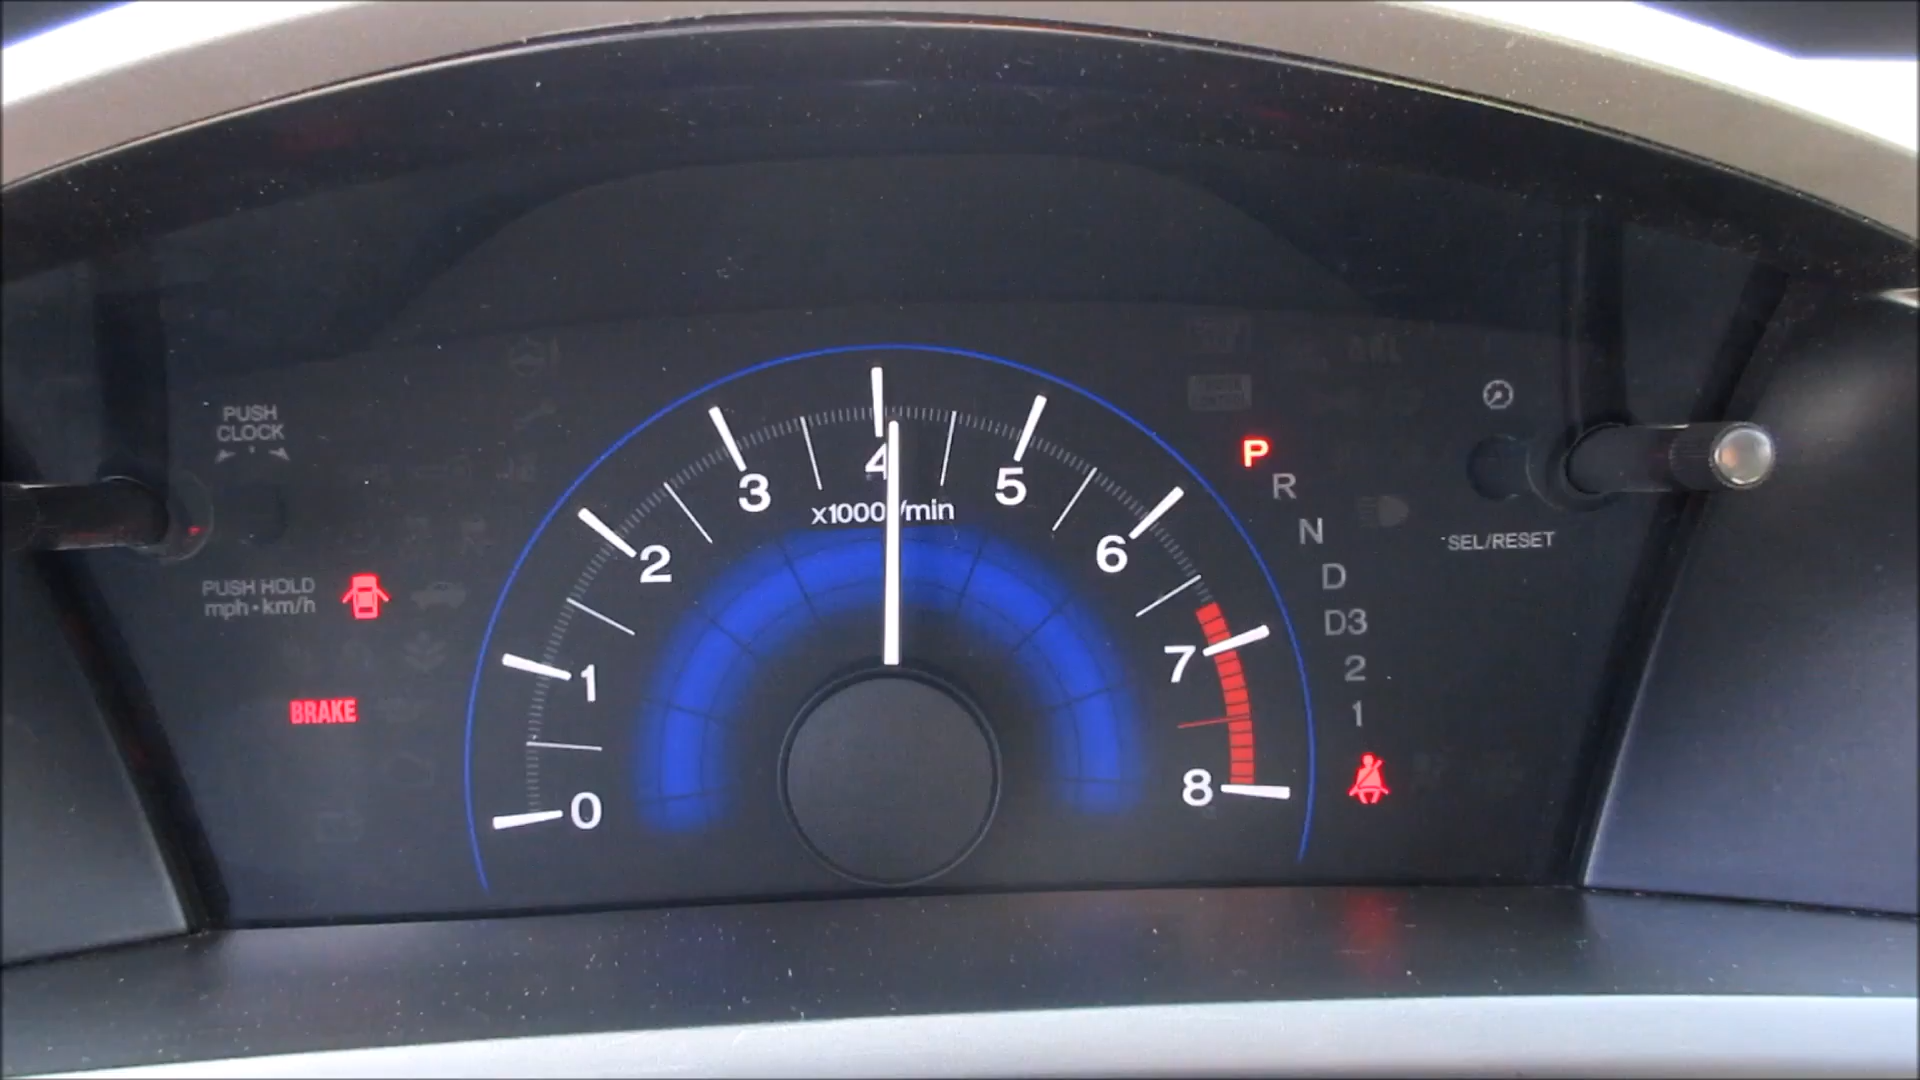 PUSH
CLOCK
PUSH HOLD
mph•km/h
BRAKE
0
1
2
3
4
5
6
7
8
x1000 /min
P
R
N
D
D3
2
1
SEL/RESET